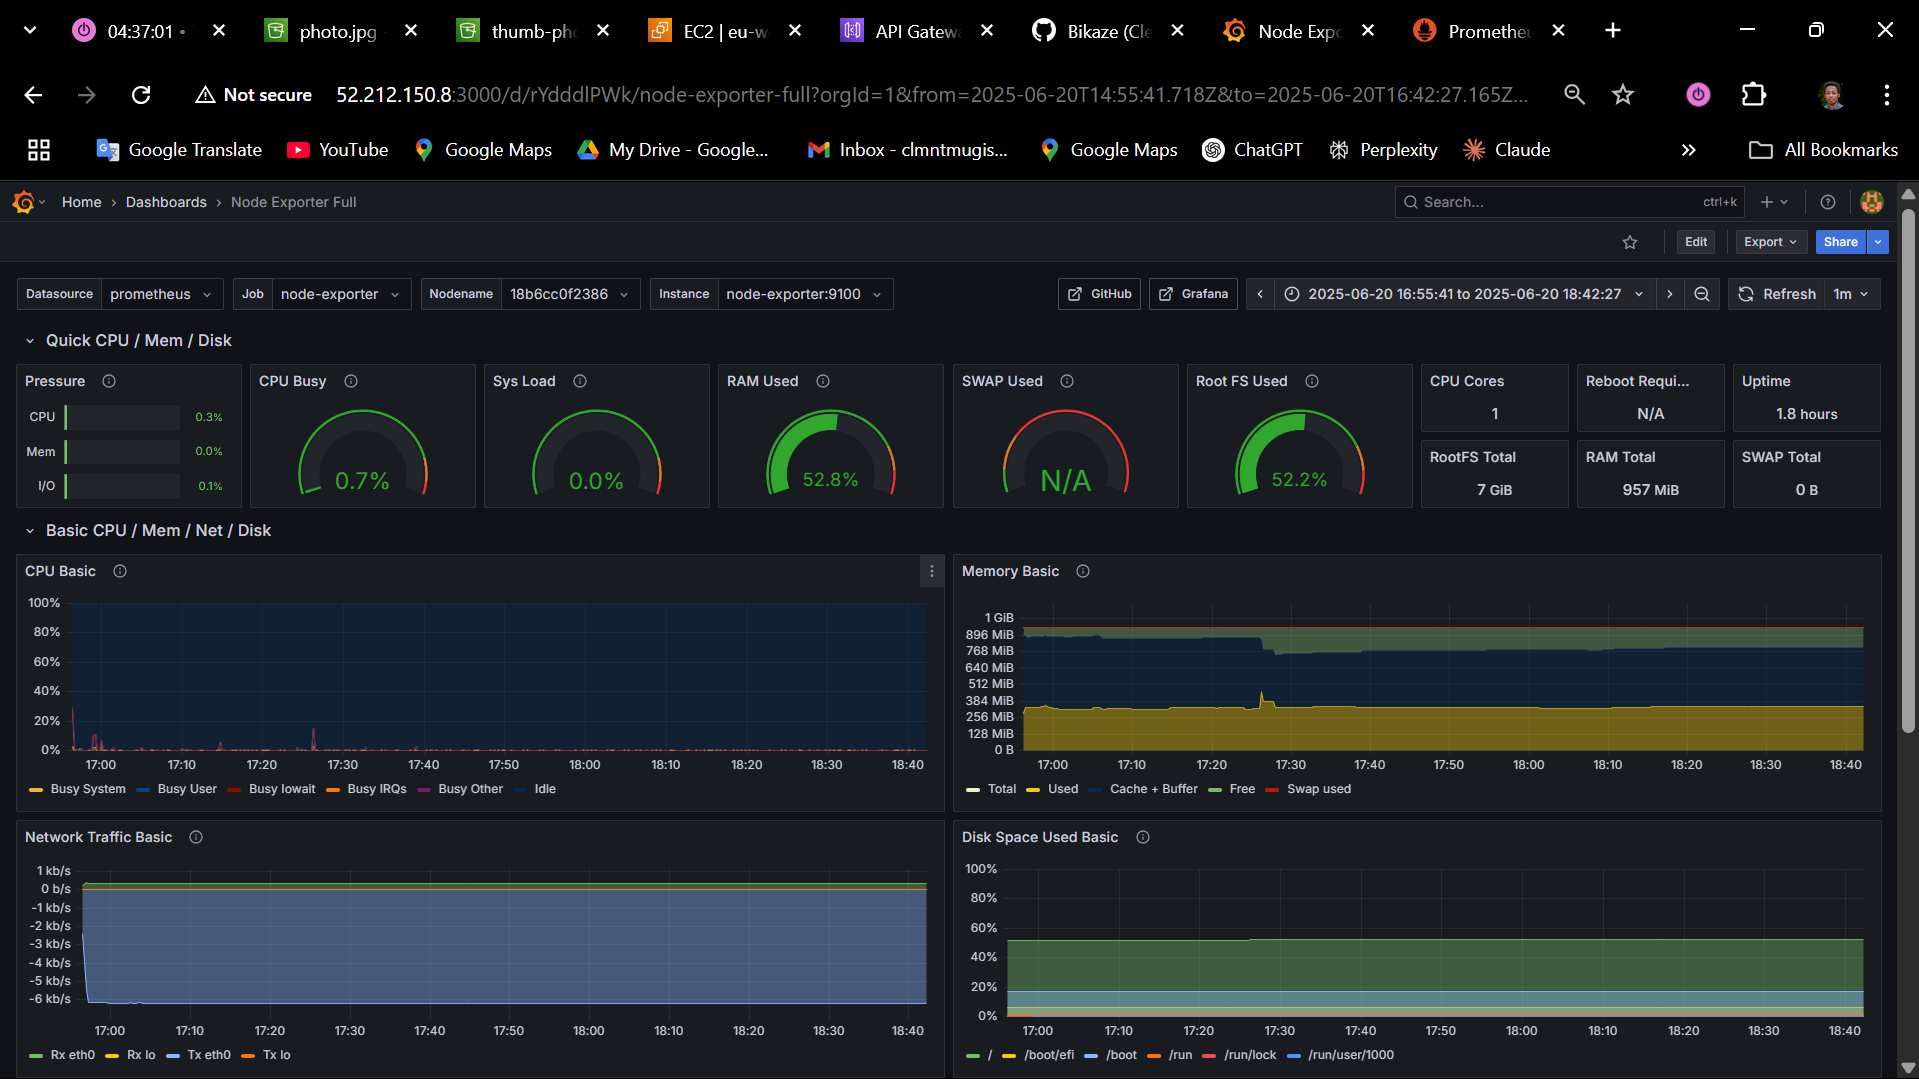 04:37:01 •
photo.jpg
thumb-pho
EC2 | eu-w
API Gatewa
Bikaze (Cle
Node Expo
Prometheu
Not secure
52.212.150.8:3000/d/rYdddlPWk/node-exporter-full?orgId=1&from=2025-06-20T14:55:41.718Z&to=2025-06-20T16:42:27.165Z...
Google Translate
YouTube
Google Maps
My Drive - Google...
Inbox - clmntmugis...
Google Maps
ChatGPT
Perplexity
Claude
All Bookmarks
Home › Dashboards › Node Exporter Full
Search...
ctrl+k
Edit
Export
Share
Datasource
prometheus
Job
node-exporter
Nodename
18b6cc0f2386
Instance
node-exporter:9100
GitHub
Grafana
2025-06-20 16:55:41 to 2025-06-20 18:42:27
Refresh
1m
Quick CPU / Mem / Disk
Pressure
CPU
0.3%
Mem
0.0%
I/O
0.1%
CPU Busy
0.7%
Sys Load
0.0%
RAM Used
52.8%
SWAP Used
N/A
Root FS Used
52.2%
CPU Cores
1
Reboot Requi...
N/A
Uptime
1.8 hours
RootFS Total
7 GiB
RAM Total
957 MiB
SWAP Total
0 B
Basic CPU / Mem / Net / Disk
CPU Basic
100%
80%
60%
40%
20%
0%
17:00 17:10 17:20 17:30 17:40 17:50 18:00 18:10 18:20 18:30 18:40
Busy System Busy User Busy Iowait Busy IRQs Busy Other Idle
Memory Basic
1 GiB
896 MiB
768 MiB
640 MiB
512 MiB
384 MiB
256 MiB
128 MiB
0 B
17:00 17:10 17:20 17:30 17:40 17:50 18:00 18:10 18:20 18:30 18:40
Total Used Cache + Buffer Free Swap used
Network Traffic Basic
1 kb/s
0 b/s
-1 kb/s
-2 kb/s
-3 kb/s
-4 kb/s
-5 kb/s
-6 kb/s
17:00 17:10 17:20 17:30 17:40 17:50 18:00 18:10 18:20 18:30 18:40
Rx eth0 Rx lo Tx eth0 Tx lo
Disk Space Used Basic
100%
80%
60%
40%
20%
0%
17:00 17:10 17:20 17:30 17:40 17:50 18:00 18:10 18:20 18:30 18:40
/ /boot/efi /boot /run /run/lock /run/user/1000